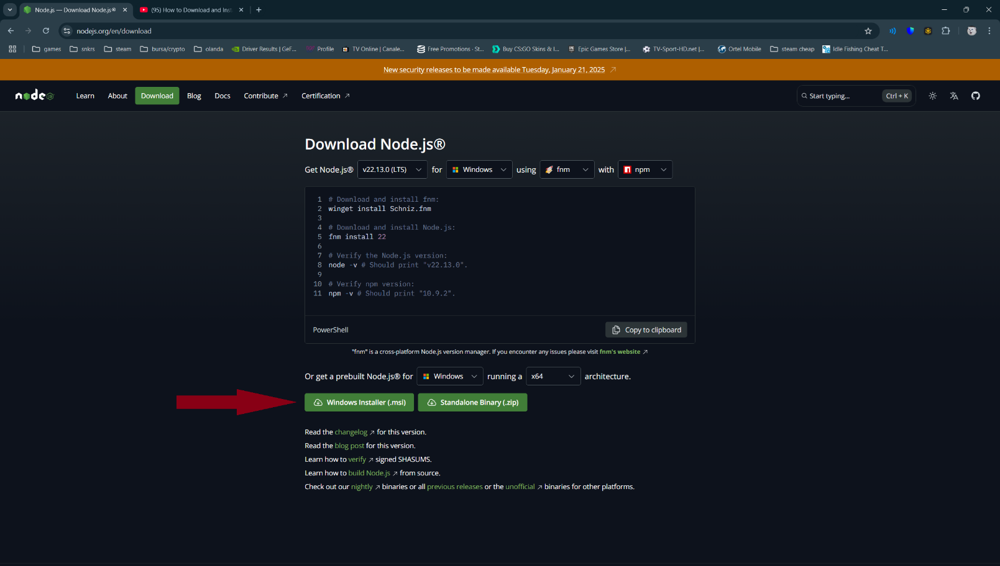 Node.js — Download Node.js®
(95) How to Download and Inst
nodejs.org/en/download
games
snkrs
steam
bursa/crypto
olanda
Driver Results | GeF...
Profile
TV Online | Canale...
Free Promotions · St...
Buy CS:GO Skins & I...
Epic Games Store |...
TV-Sport-HD.net |...
Ortel Mobile
steam cheap
Idle Fishing Cheat T...
New security releases to be made available Tuesday, January 21, 2025
node
Learn
About
Download
Blog
Docs
Contribute
Certification
Start typing...
Ctrl + K
Download Node.js®
Get Node.js® v22.13.0 (LTS) for Windows using fnm with npm
1 # Download and install fnm:
2 winget install Schniz.fnm
3
4 # Download and install Node.js:
5 fnm install 22
6
7 # Verify the Node.js version:
8 node -v # Should print "v22.13.0".
9
10 # Verify npm version:
11 npm -v # Should print "10.9.2".
PowerShell
Copy to clipboard
"fnm" is a cross-platform Node.js version manager. If you encounter any issues please visit fnm's website
Or get a prebuilt Node.js® for Windows running a x64 architecture.
Windows Installer (.msi)
Standalone Binary (.zip)
Read the changelog for this version.
Read the blog post for this version.
Learn how to verify signed SHASUMS.
Learn how to build Node.js from source.
Check out our nightly binaries or all previous releases or the unofficial binaries for other platforms.